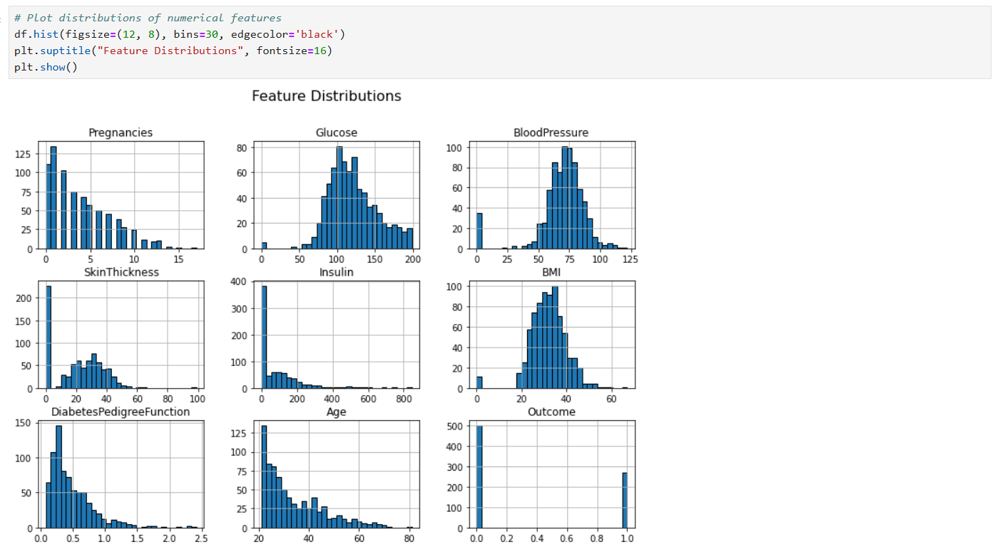 # Plot distributions of numerical features
df.hist(figsize=(12, 8), bins=30, edgecolor='black')
plt.suptitle("Feature Distributions", fontsize=16)
plt.show()
Feature Distributions
Pregnancies
125
100
75
50
25
0
0 5 10 15
Glucose
80
60
40
20
0
0 50 100 150 200
BloodPressure
100
80
60
40
20
0
0 25 50 75 100 125
SkinThickness
200
150
100
50
0
0 20 40 60 80 100
Insulin
400
300
200
100
0
0 200 400 600 800
BMI
100
80
60
40
20
0
0 20 40 60
DiabetesPedigreeFunction
150
100
50
0
0.0 0.5 1.0 1.5 2.0 2.5
Age
125
100
75
50
25
0
20 40 60 80
Outcome
500
400
300
200
100
0
0.0 0.2 0.4 0.6 0.8 1.0